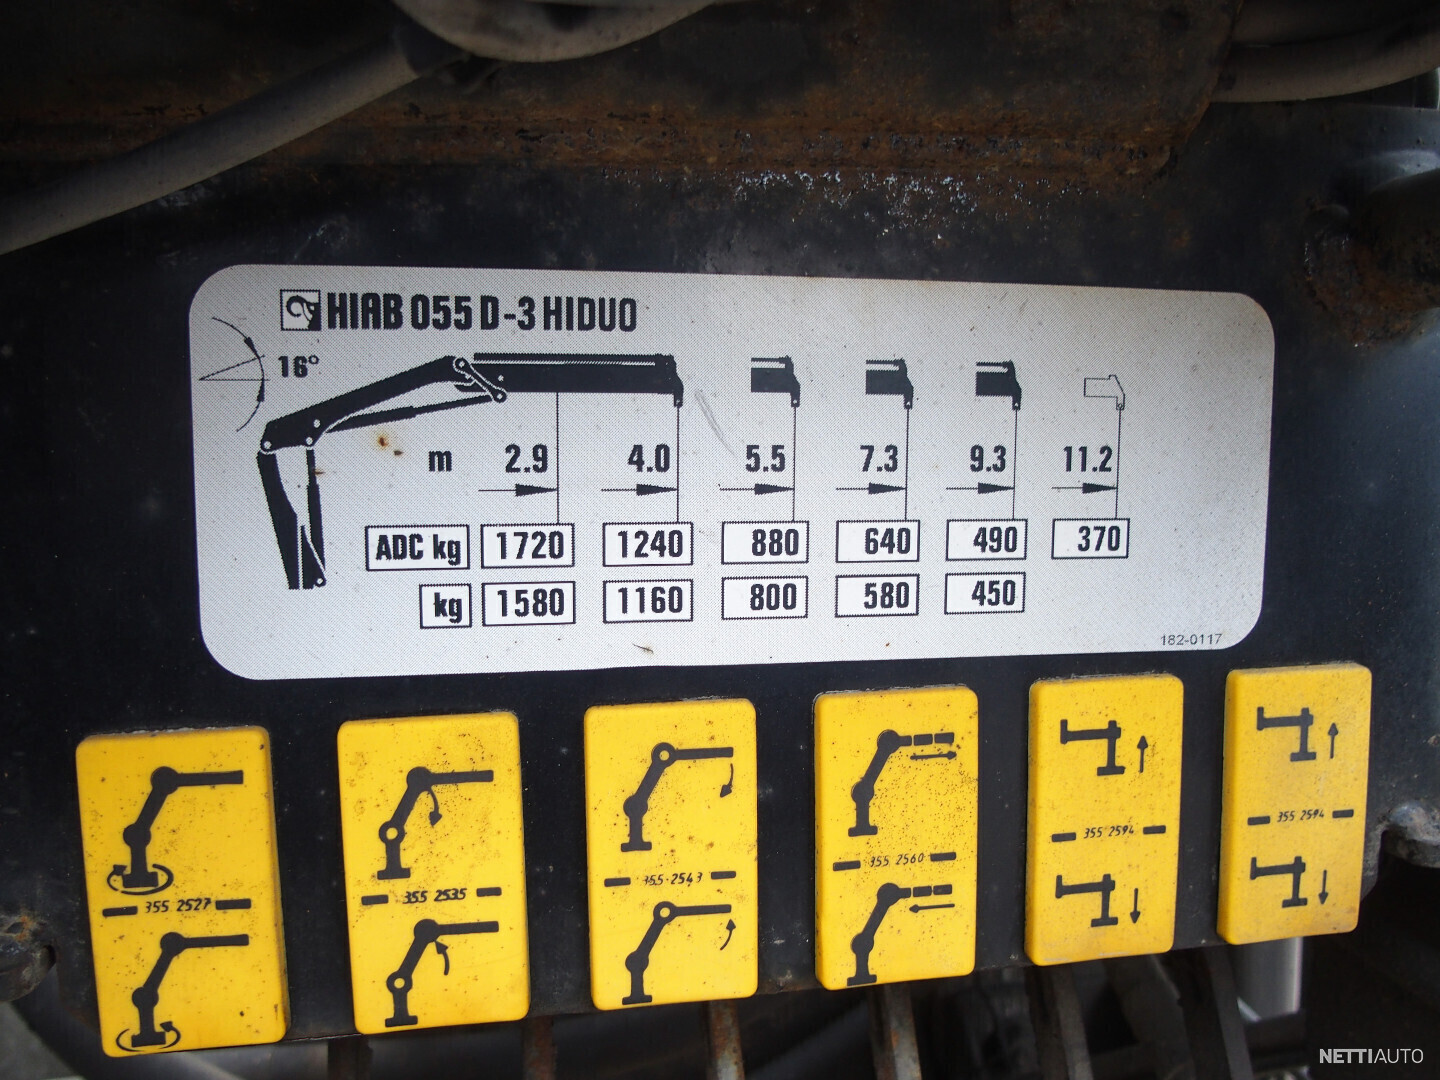 HIAB 055 D-3 HIDUO
16°
m 2.9 4.0 5.5 7.3 9.3 11.2
ADC kg 1720 1240 880 640 490 370
kg 1580 1160 800 580 450
182-0117
355 2527 355 2535 355 2543 355 2560 355 2594 355 2594
NETTIAUTO